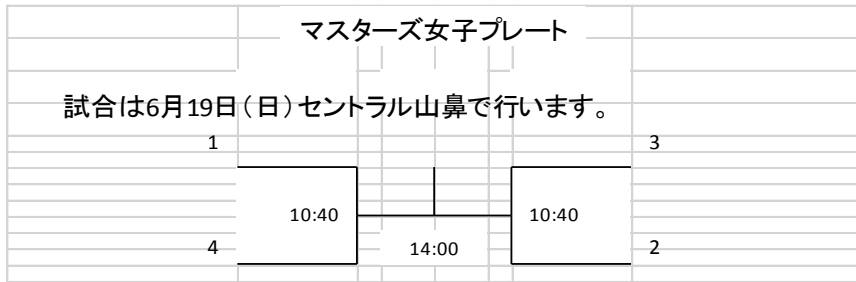 マスターズ女子プレート
試合は6月19日（日）セントラル山鼻で行います。
1 3
10:40 10:40
4 14:00 2